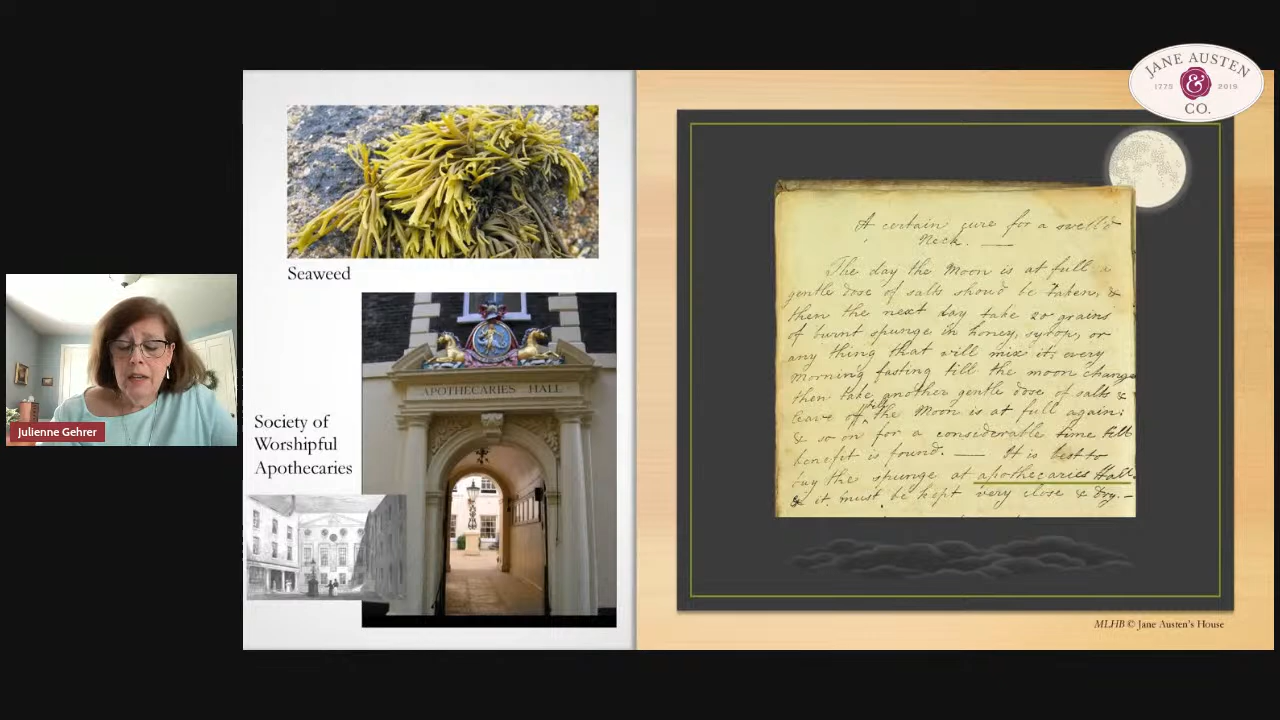 JANE AUSTEN
1775 & 2019
CO.
Seaweed
APOTHECARIES HALL
Society of
Worshipful
Apothecaries
Julienne Gehrer
A certain cure for a swell'd
Neck. —
The day the Moon is at full a
gentle dose of salts should be taken, &
then the next day take 20 grains
of burnt spunge in honey, syrop, or
any thing that will mix it; every
morning fasting till the moon change
then take another gentle dose of salts &
leave off till the Moon is at full again;
& so on for a considerable time till
benefit is found. — It is best to
buy the spunge at apothecaries Hall.
& it must be kept very close & Dry. —
MLHB © Jane Austen's House